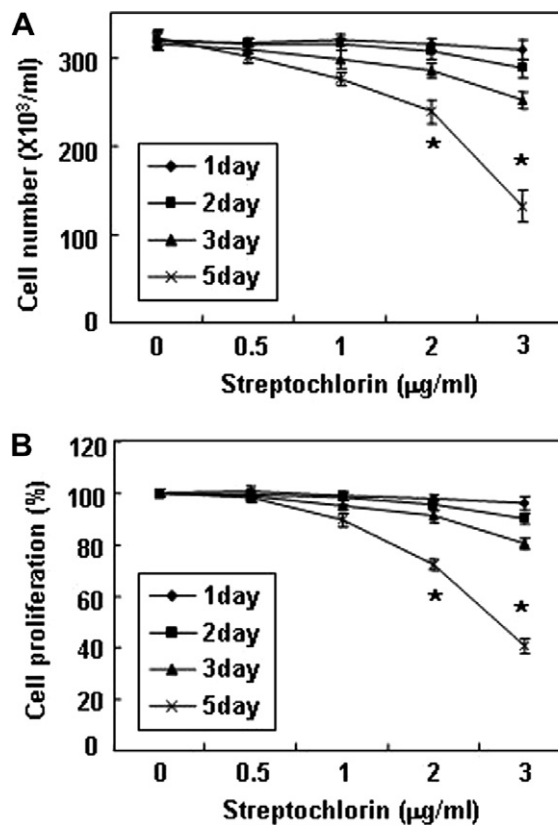 A
Cell number (X10³/ml)
300
200
100
0
1day
2day
3day
5day
★
★
0 0.5 1 2 3
Streptochlorin (μg/ml)
B
Cell proliferation (%)
120
100
80
60
40
20
0
1day
2day
3day
5day
★
★
0 0.5 1 2 3
Streptochlorin (μg/ml)